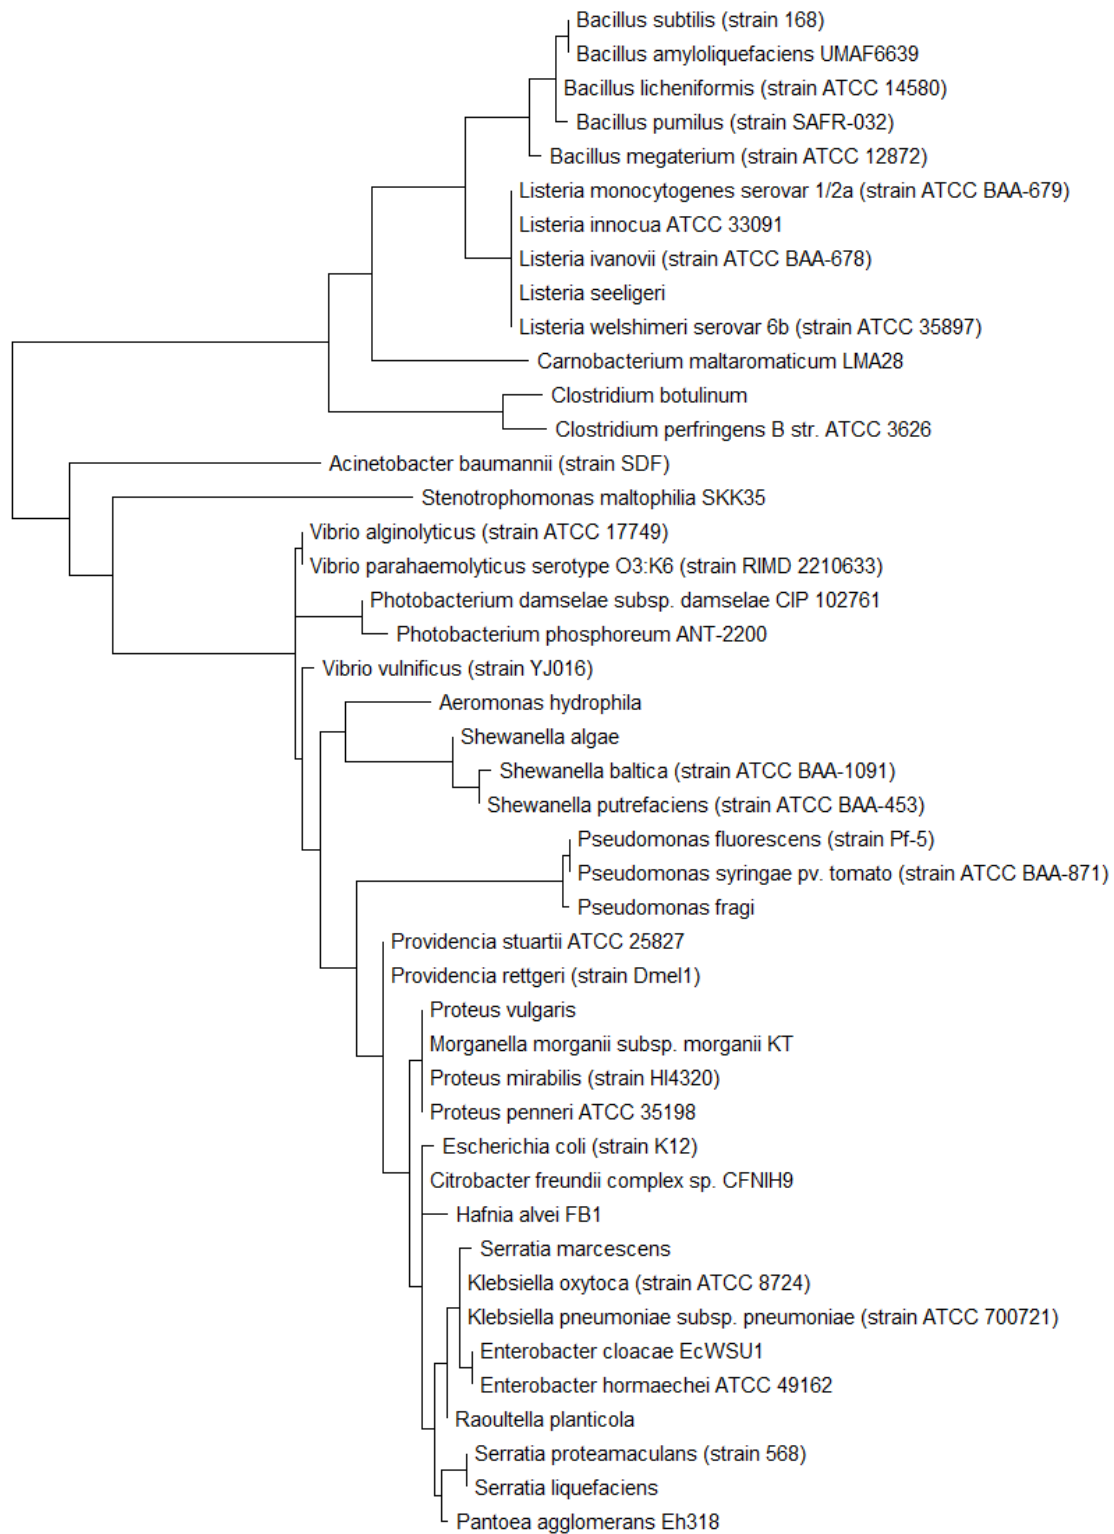 Bacillus subtilis (strain 168)
Bacillus amyloliquefaciens UMAF6639
Bacillus licheniformis (strain ATCC 14580)
Bacillus pumilus (strain SAFR-032)
Bacillus megaterium (strain ATCC 12872)
Listeria monocytogenes serovar 1/2a (strain ATCC BAA-679)
Listeria innocua ATCC 33091
Listeria ivanovii (strain ATCC BAA-678)
Listeria seeligeri
Listeria welshimeri serovar 6b (strain ATCC 35897)
Carnobacterium maltaromaticum LMA28
Clostridium botulinum
Clostridium perfringens B str. ATCC 3626
Acinetobacter baumannii (strain SDF)
Stenotrophomonas maltophilia SKK35
Vibrio alginolyticus (strain ATCC 17749)
Vibrio parahaemolyticus serotype O3:K6 (strain RIMD 2210633)
Photobacterium damselae subsp. damselae CIP 102761
Photobacterium phosphoreum ANT-2200
Vibrio vulnificus (strain YJ016)
Aeromonas hydrophila
Shewanella algae
Shewanella baltica (strain ATCC BAA-1091)
Shewanella putrefaciens (strain ATCC BAA-453)
Pseudomonas fluorescens (strain Pf-5)
Pseudomonas syringae pv. tomato (strain ATCC BAA-871)
Pseudomonas fragi
Providencia stuartii ATCC 25827
Providencia rettgeri (strain Dmel1)
Proteus vulgaris
Morganella morganii subsp. morganii KT
Proteus mirabilis (strain HI4320)
Proteus penneri ATCC 35198
Escherichia coli (strain K12)
Citrobacter freundii complex sp. CFNIH9
Hafnia alvei FB1
Serratia marcescens
Klebsiella oxytoca (strain ATCC 8724)
Klebsiella pneumoniae subsp. pneumoniae (strain ATCC 700721)
Enterobacter cloacae EcWSU1
Enterobacter hormaechei ATCC 49162
Raoultella planticola
Serratia proteamaculans (strain 568)
Serratia liquefaciens
Pantoea agglomerans Eh318